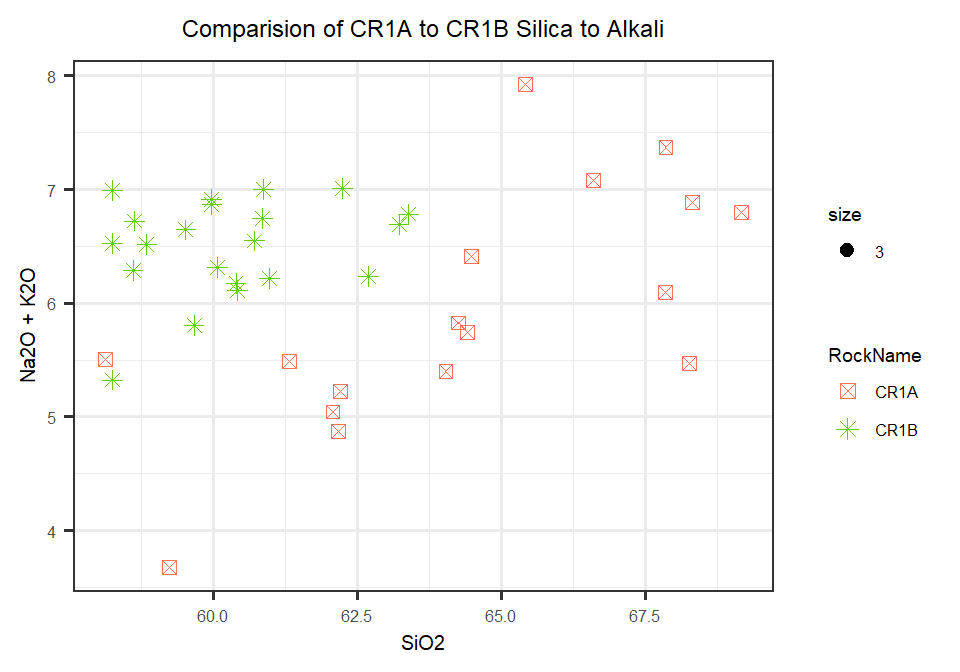 Comparision of CR1A to CR1B Silica to Alkali
8
7
6
5
4
Na2O + K2O
60.0 62.5 65.0 67.5
SiO2
size
3
RockName
CR1A
CR1B